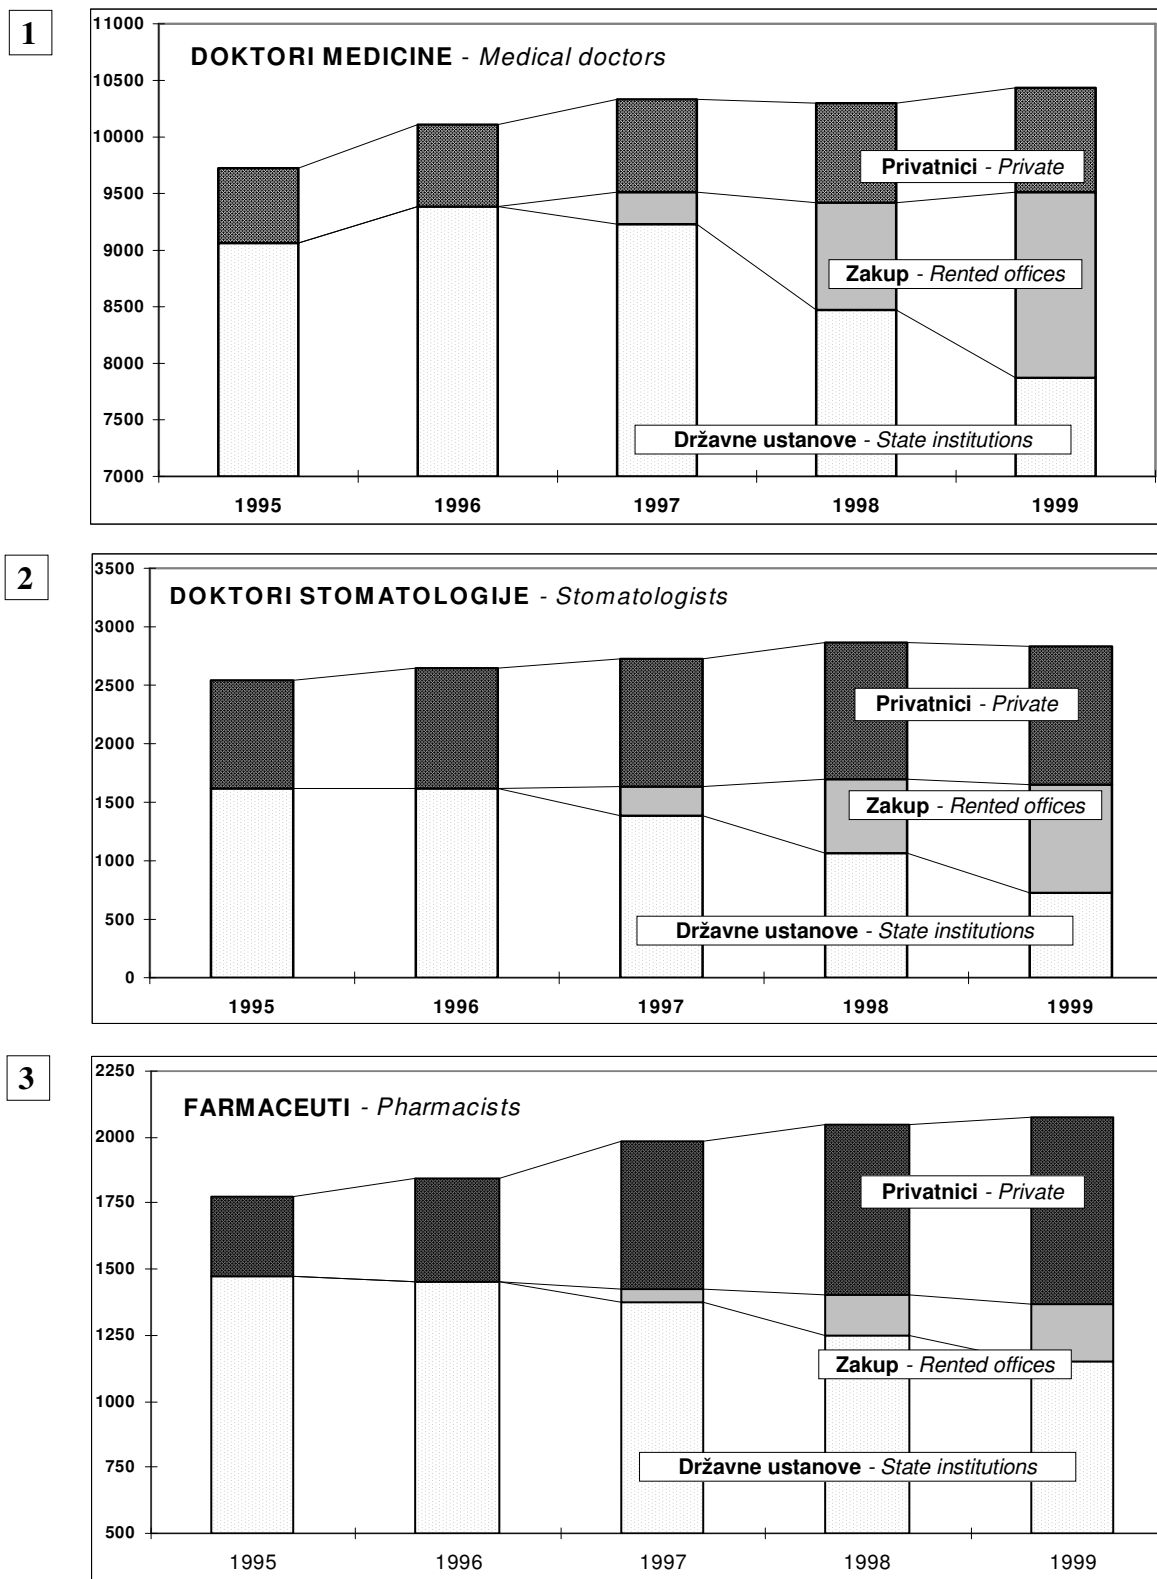 1
DOKTORI MEDICINE - Medical doctors
11000
10500
10000
9500
9000
8500
8000
7500
7000
Privatnici - Private
Zakup - Rented offices
Državne ustanove - State institutions
1995 1996 1997 1998 1999
2
DOKTORI STOMATOLOGIJE - Stomatologists
3500
3000
2500
2000
1500
1000
500
0
Privatnici - Private
Zakup - Rented offices
Državne ustanove - State institutions
1995 1996 1997 1998 1999
3
FARMACEUTI - Pharmacists
2250
2000
1750
1500
1250
1000
750
500
Privatnici - Private
Zakup - Rented offices
Državne ustanove - State institutions
1995 1996 1997 1998 1999